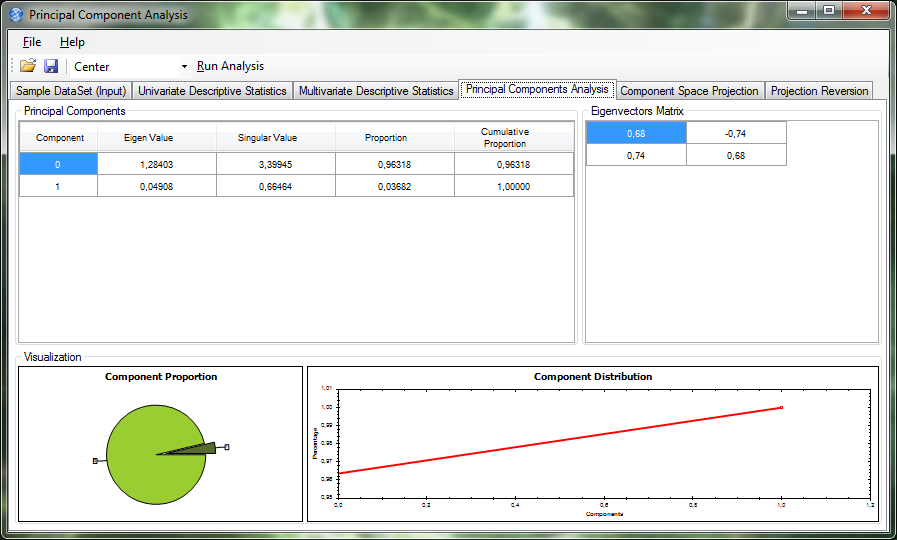 Principal Component Analysis
File Help
Center Run Analysis
Sample DataSet (Input) Univariate Descriptive Statistics Multivariate Descriptive Statistics Principal Components Analysis Component Space Projection Projection Reversion
Principal Components
Component Eigen Value Singular Value Proportion Cumulative
Proportion
0 1,28403 3,39945 0,96318 0,96318
1 0,04908 0,66464 0,03682 1,00000
Eigenvectors Matrix
0,68 -0,74
0,74 0,68
Visualization
Component Proportion
Component Distribution
1,01
1,00
0,99
0,98
0,97
0,96
0,95
Percentage
0,0 0,2 0,4 0,6 0,8 1,0 1,2
Components